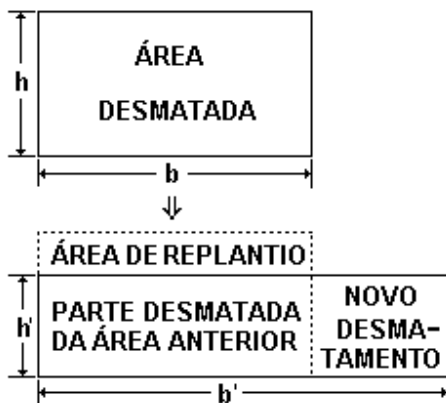 ÁREA
DESMATADA
h
b
⇓
ÁREA DE REPLANTIO
PARTE DESMATADA
DA ÁREA ANTERIOR
NOVO
DESMA-
TAMENTO
h'
b'